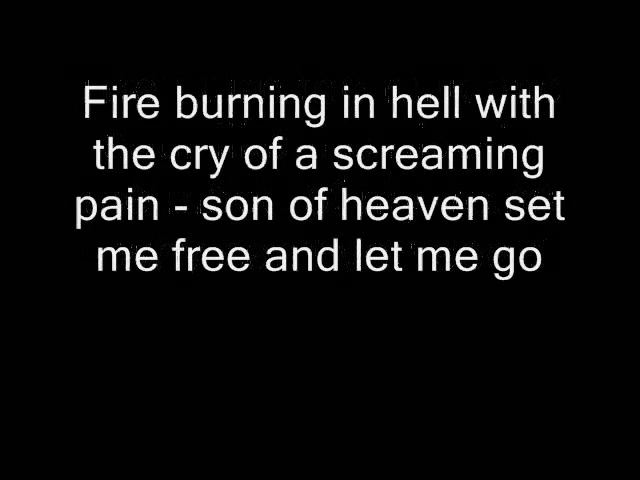 Fire burning in hell with
the cry of a screaming
pain - son of heaven set
me free and let me go